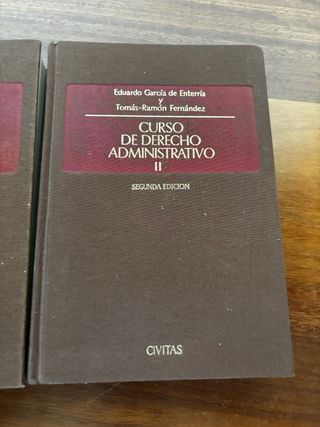 Eduardo García de Enterría
y
Tomás-Ramón Fernández
CURSO
DE DERECHO
ADMINISTRATIVO
II
SEGUNDA EDICION
CIVITAS